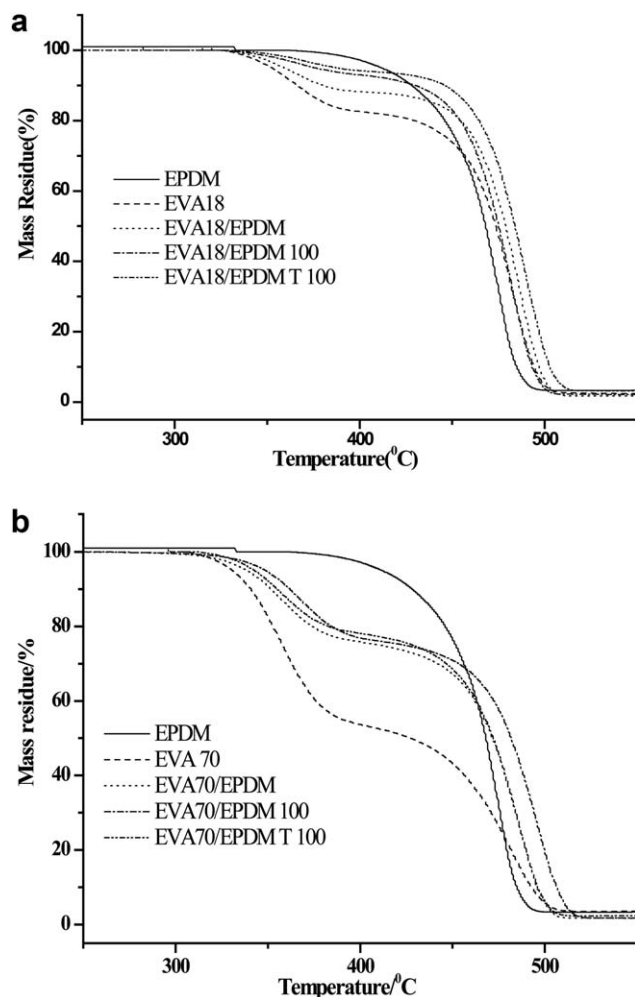 a
100
80
60
40
20
0
Mass Residue(%)
EPDM
EVA18
EVA18/EPDM
EVA18/EPDM 100
EVA18/EPDM T 100
300
400
500
Temperature(⁰C)
b
100
80
60
40
20
0
Mass residue/%
EPDM
EVA 70
EVA70/EPDM
EVA70/EPDM 100
EVA70/EPDM T 100
300
400
500
Temperature/⁰C